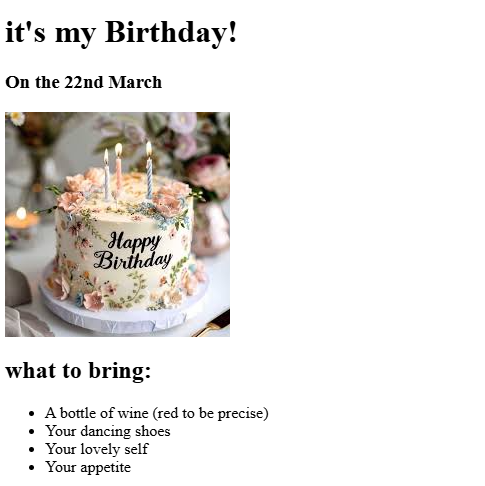 it's my Birthday!
On the 22nd March
Happy
Birthday
what to bring:
A bottle of wine (red to be precise)
Your dancing shoes
Your lovely self
Your appetite